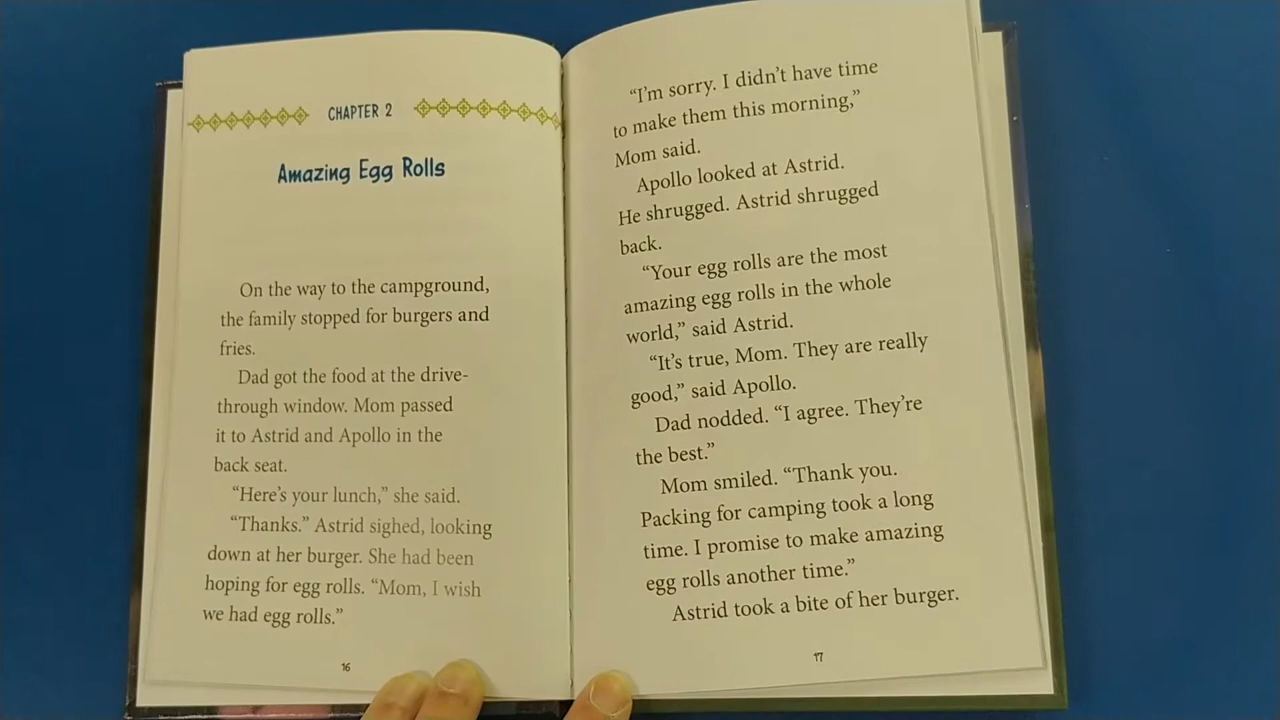 CHAPTER 2
Amazing Egg Rolls
On the way to the campground,
the family stopped for burgers and
fries.
Dad got the food at the drive-
through window. Mom passed
it to Astrid and Apollo in the
back seat.
“Here’s your lunch,” she said.
“Thanks.” Astrid sighed, looking
down at her burger. She had been
hoping for egg rolls. “Mom, I wish
we had egg rolls.”
16
“I’m sorry. I didn’t have time
to make them this morning,”
Mom said.
Apollo looked at Astrid.
He shrugged. Astrid shrugged
back.
“Your egg rolls are the most
amazing egg rolls in the whole
world,” said Astrid.
“It’s true, Mom. They are really
good,” said Apollo.
Dad nodded. “I agree. They’re
the best.”
Mom smiled. “Thank you.
Packing for camping took a long
time. I promise to make amazing
egg rolls another time.”
Astrid took a bite of her burger.
17